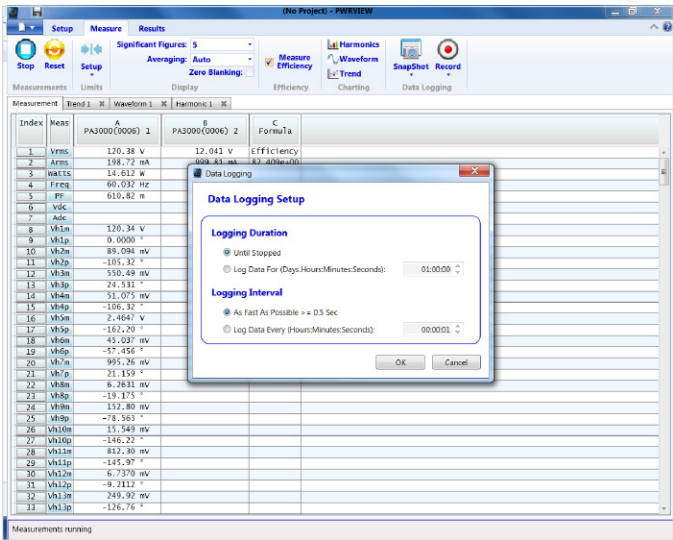 (No Project) - PWRVIEW
Setup Measure Results
Stop Reset Setup
Significant Figures: 5
Averaging: Auto
Zero Blanking:
Measure Efficiency
Harmonics
Waveform
Trend
SnapShot Record
Measurements Limits Display Efficiency Charting Data Logging
Measurement Trend 1 Waveform 1 Harmonic 1
Index Meas A B C
PA3000(0006) 1 PA3000(0006) 2 Formula
1 Vrms 120.38 V 12.041 V Efficiency
2 Arms 198.72 mA 999.81 mA 82.409e+00
3 Watts 14.612 W
4 Freq 60.032 Hz
5 PF 610.82 m
6 Vdc
7 Adc
8 Vh1m 120.34 V
9 Vh1p 0.0000 °
10 Vh2m 89.094 mV
11 Vh2p -105.32 °
12 Vh3m 550.49 mV
13 Vh3p 24.531 °
14 Vh4m 51.075 mV
15 Vh4p -106.32 °
16 Vh5m 2.4647 V
17 Vh5p -162.20 °
18 Vh6m 45.037 mV
19 Vh6p -57.456 °
20 Vh7m 995.26 mV
21 Vh7p 21.159 °
22 Vh8m 6.2631 mV
23 Vh8p -19.175 °
24 Vh9m 152.80 mV
25 Vh9p -78.563 °
26 Vh10m 15.549 mV
27 Vh10p -146.22 °
28 Vh11m 812.30 mV
29 Vh11p -145.97 °
30 Vh12m 6.7370 mV
31 Vh12p -9.2112 °
32 Vh13m 249.92 mV
33 Vh13p -126.76 °
Data Logging
Data Logging Setup
Logging Duration
Until Stopped
Log Data For (Days.Hours:Minutes:Seconds): 01:00:00
Logging Interval
As Fast As Possible >= 0.5 Sec
Log Data Every (Hours:Minutes:Seconds): 00:00:01
OK Cancel
Measurements running